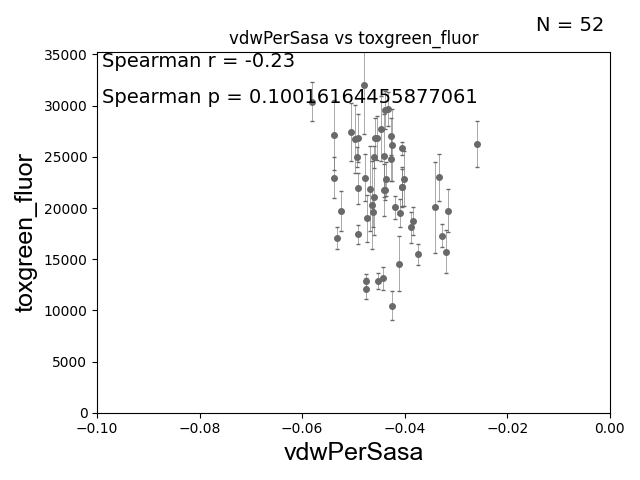 N = 52
vdwPerSasa vs toxgreen_fluor
Spearman r = -0.23
Spearman p = 0.10016164455877061
35000
30000
25000
20000
15000
10000
5000
0
toxgreen_fluor
-0.10
-0.08
-0.06
-0.04
-0.02
0.00
vdwPerSasa